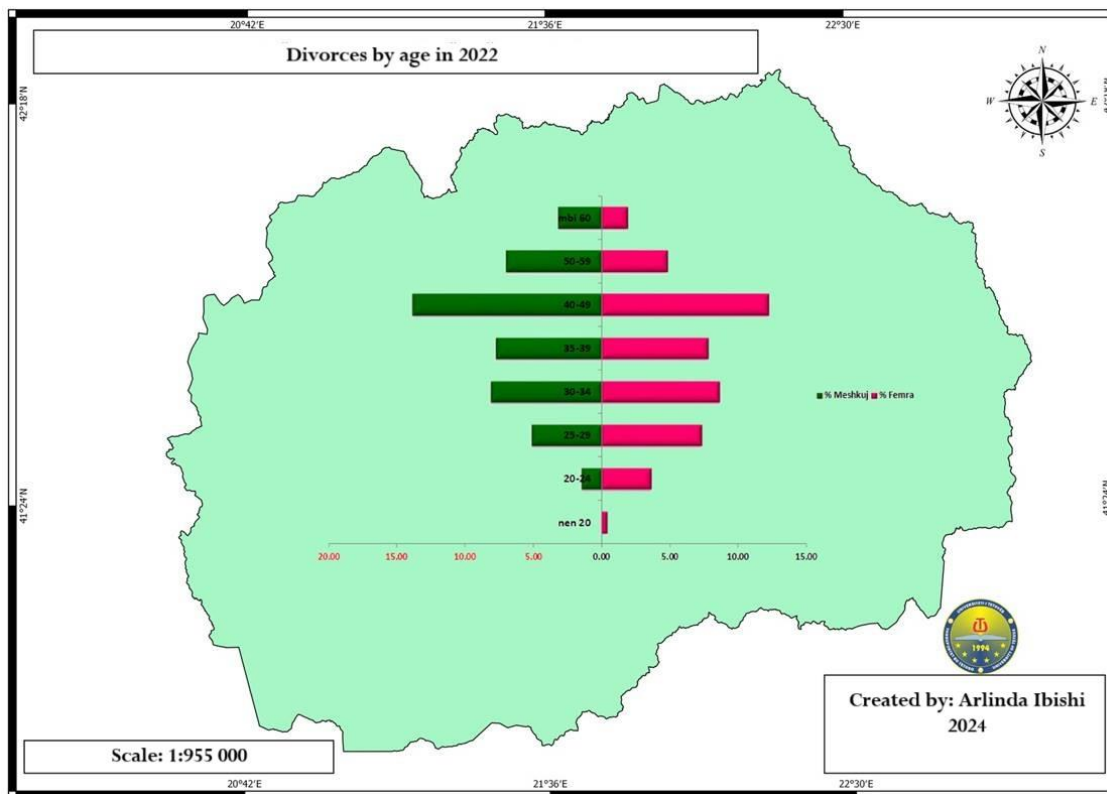 20°42'E 21°36'E 22°30'E
Divorces by age in 2022
N
W E
S
42°18'N
mbi 60
50-59
40-49
35-39
30-34
% Meshkuj % Femra
25-29
20-24
nen 20
41°24'N 41°24'N
20.00 15.00 10.00 5.00 0.00 5.00 10.00 15.00
1994
Created by: Arlinda Ibishi
2024
Scale: 1:955 000
20°42'E 21°36'E 22°30'E